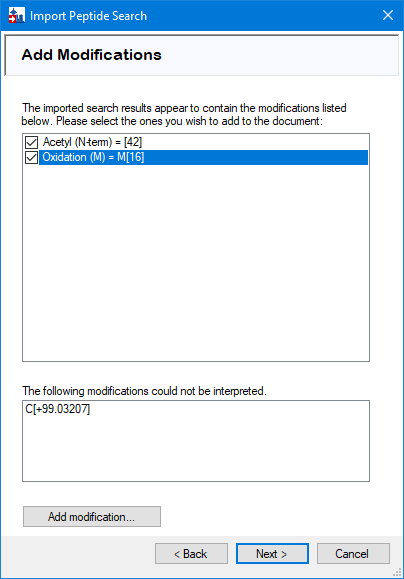 Import Peptide Search
Add Modifications
The imported search results appear to contain the modifications listed
below. Please select the ones you wish to add to the document:
Acetyl (N-term) = [42]
Oxidation (M) = M[16]
The following modifications could not be interpreted.
C[+99.03207]
Add modification...
< Back
Next >
Cancel